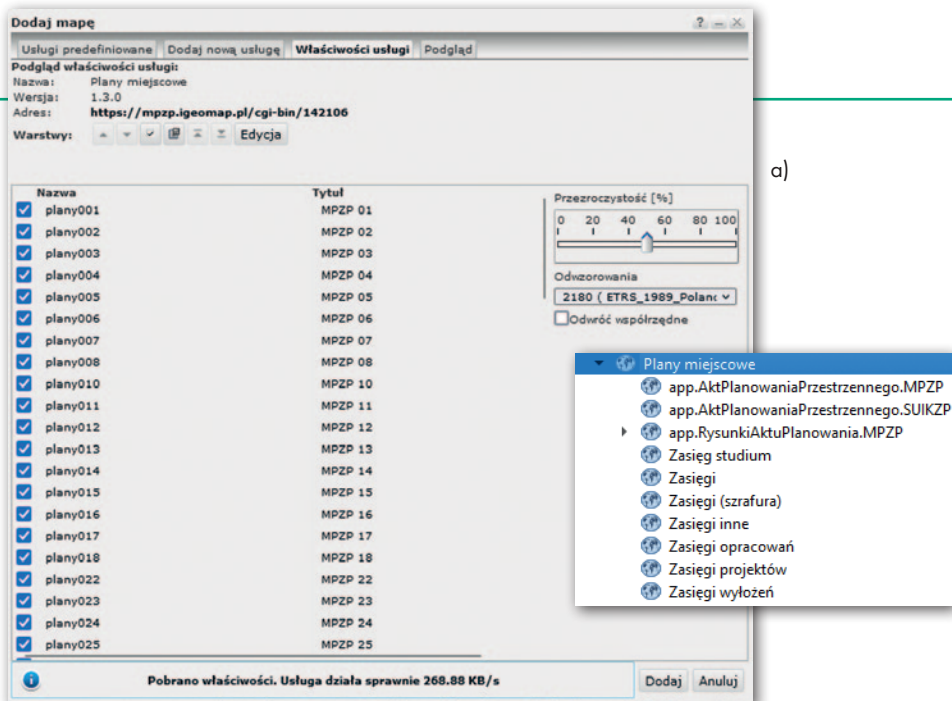 Dodaj mapę
? – ×
Usługi predefiniowane Dodaj nową usługę Właściwości usługi Podgląd
Podgląd właściwości usługi:
Nazwa: Plany miejscowe
Wersja: 1.3.0
Adres: https://mpzp.igeomap.pl/cgi-bin/142106
Warstwy: Edycja
a)
Nazwa Tytuł
plany001 MPZP 01
plany002 MPZP 02
plany003 MPZP 03
plany004 MPZP 04
plany005 MPZP 05
plany006 MPZP 06
plany007 MPZP 07
plany008 MPZP 08
plany010 MPZP 10
plany011 MPZP 11
plany012 MPZP 12
plany013 MPZP 13
plany014 MPZP 14
plany015 MPZP 15
plany016 MPZP 16
plany017 MPZP 17
plany018 MPZP 18
plany022 MPZP 22
plany023 MPZP 23
plany024 MPZP 24
plany025 MPZP 25
Przezroczystość [%]
0 20 40 60 80 100
Odwzorowania
2180 ( ETRS_1989_Polanc
Odwróć współrzędne
Plany miejscowe
app.AktPlanowaniaPrzestrzennego.MPZP
app.AktPlanowaniaPrzestrzennego.SUIKZP
app.RysunkiAktuPlanowania.MPZP
Zasięg studium
Zasięgi
Zasięgi (szrafura)
Zasięgi inne
Zasięgi opracowań
Zasięgi projektów
Zasięgi wyłożeń
Pobrano właściwości. Usługa działa sprawnie 268.88 KB/s
Dodaj Anuluj